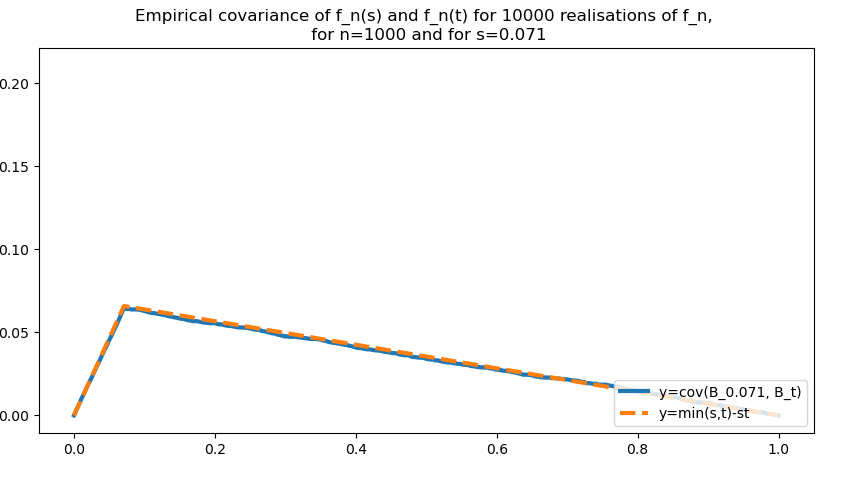 Empirical covariance of f_n(s) and f_n(t) for 10000 realisations of f_n,
for n=1000 and for s=0.071
0.20
0.15
0.10
0.05
0.00
y=cov(B_0.071, B_t)
y=min(s,t)-st
0.0 0.2 0.4 0.6 0.8 1.0